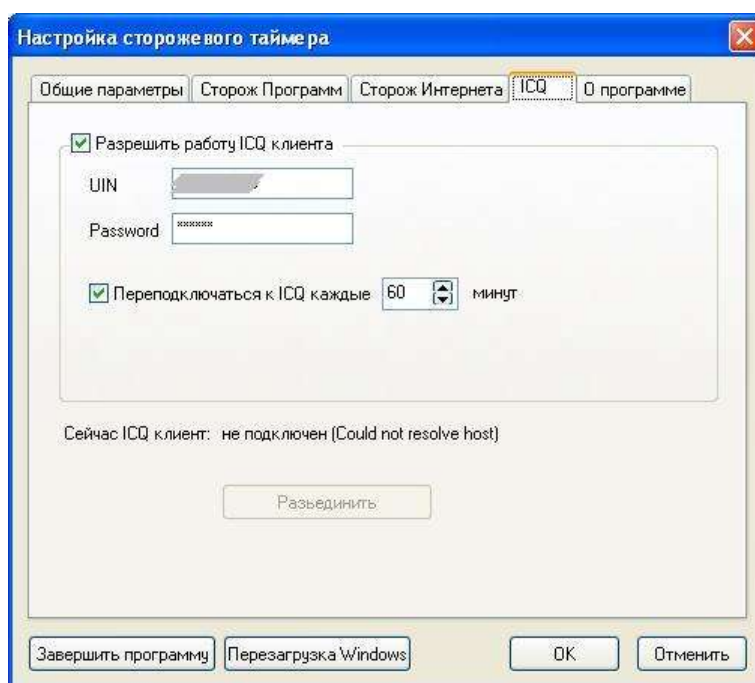 Настройка сторожевого таймера
Общие параметры Сторож Программ Сторож Интернета ICQ О программе
Разрешить работу ICQ клиента
UIN
Password ******
Переподключаться к ICQ каждые 60 минут
Сейчас ICQ клиент: не подключен (Could not resolve host)
Разьединить
Завершить программу Перезагрузка Windows OK Отменить